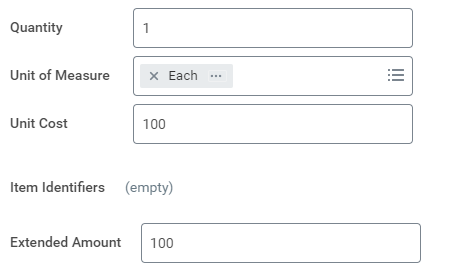 Quantity 1
Unit of Measure × Each ...
Unit Cost 100
Item Identifiers (empty)
Extended Amount 100